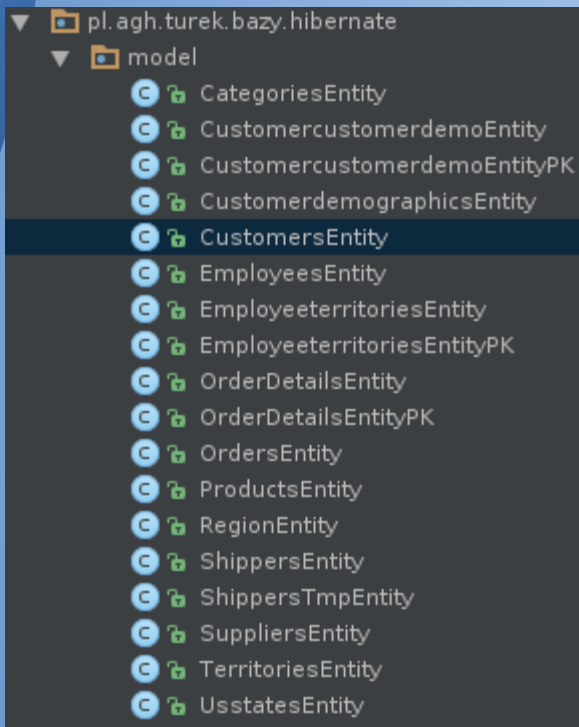 pl.agh.turek.bazy.hibernate
model
CategoriesEntity
CustomercustomerdemoEntity
CustomercustomerdemoEntityPK
CustomerdemographicsEntity
CustomersEntity
EmployeesEntity
EmployeeterritoriesEntity
EmployeeterritoriesEntityPK
OrderDetailsEntity
OrderDetailsEntityPK
OrdersEntity
ProductsEntity
RegionEntity
ShippersEntity
ShippersTmpEntity
SuppliersEntity
TerritoriesEntity
UsstatesEntity